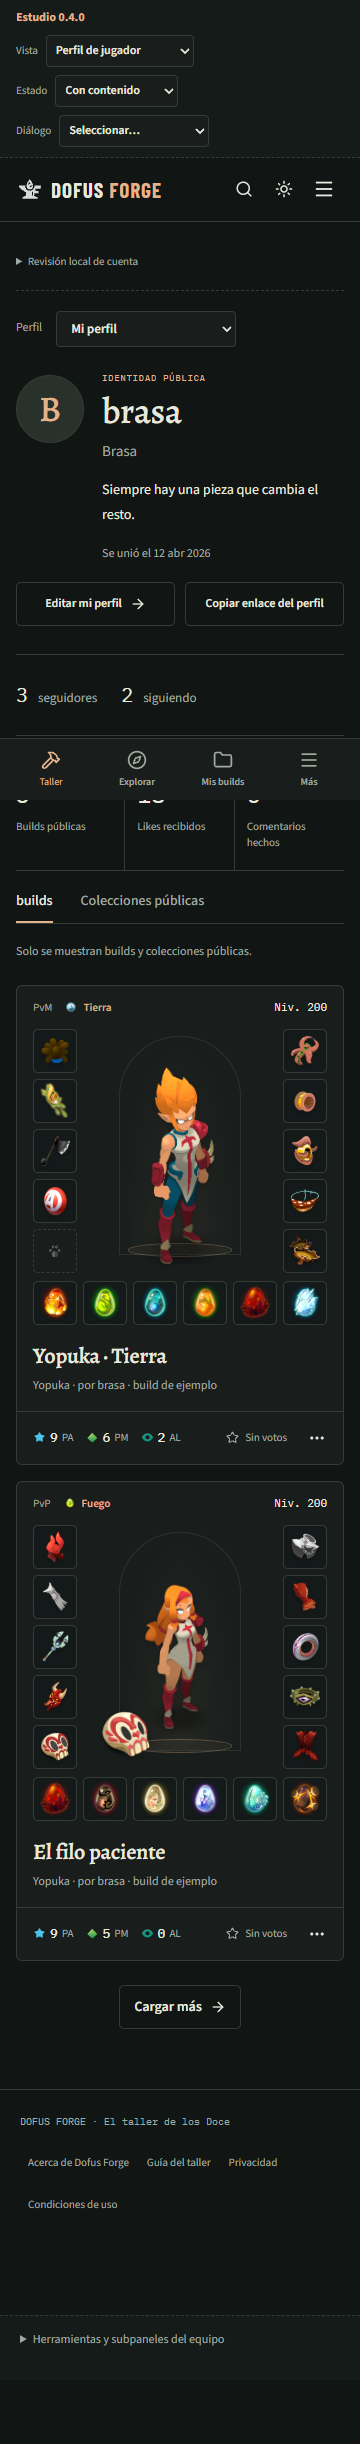 Estudio 0.4.0
Vista Perfil de jugador
Estado Con contenido
Diálogo Seleccionar...
DOFUS FORGE
Revisión local de cuenta
Perfil Mi perfil
B
IDENTIDAD PÚBLICA
brasa
Brasa
Siempre hay una pieza que cambia el
resto.
Se unió el 12 abr 2026
Editar mi perfil
Copiar enlace del perfil
3 seguidores 2 siguiendo
Taller Explorar Mis builds Más
Builds públicas
Likes recibidos
Comentarios
hechos
builds Colecciones públicas
Solo se muestran builds y colecciones públicas.
PvM Tierra Niv. 200
Yopuka · Tierra
Yopuka · por brasa · build de ejemplo
9 PA 6 PM 2 AL Sin votos
PvP Fuego Niv. 200
El filo paciente
Yopuka · por brasa · build de ejemplo
9 PA 5 PM 0 AL Sin votos
Cargar más
DOFUS FORGE · El taller de los Doce
Acerca de Dofus Forge Guía del taller Privacidad
Condiciones de uso
Herramientas y subpaneles del equipo